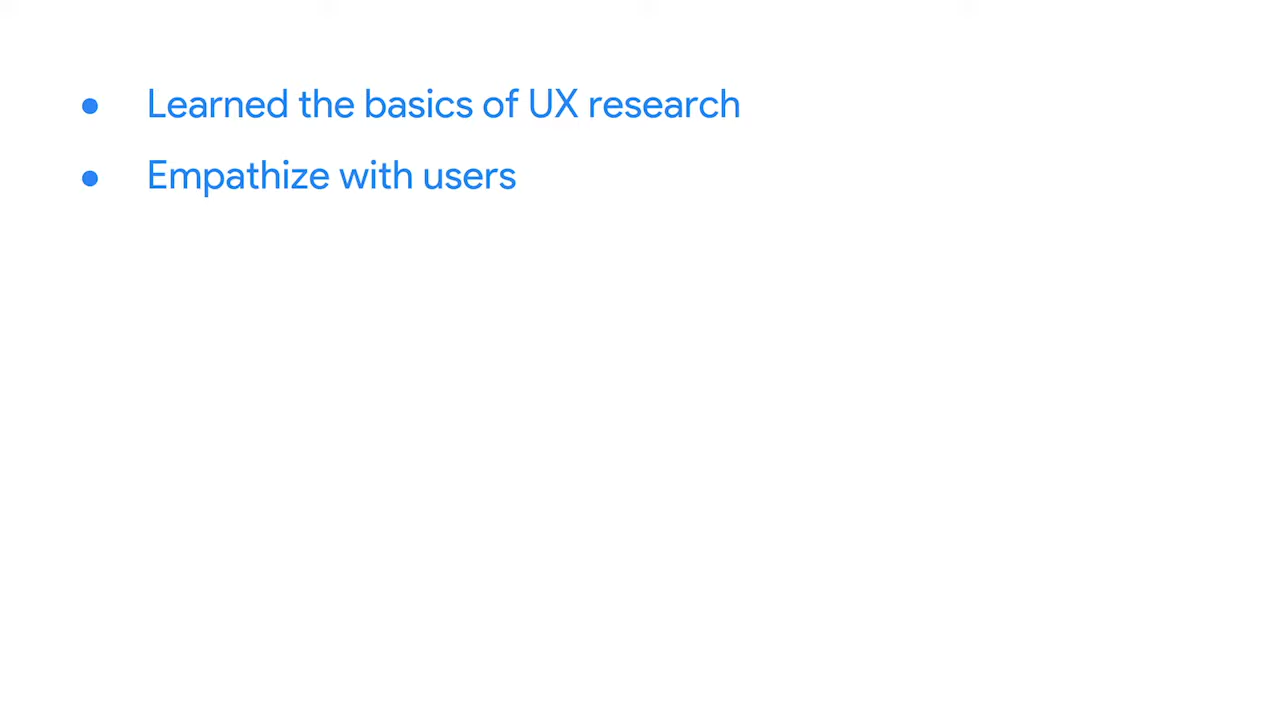 ● Learned the basics of UX research
● Empathize with users